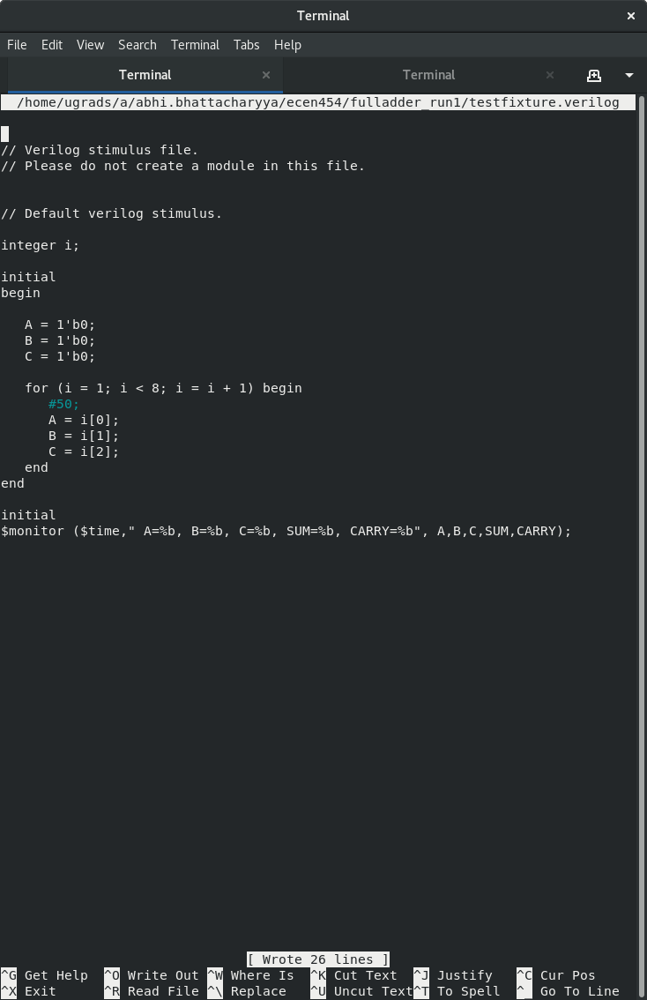 Terminal
File Edit View Search Terminal Tabs Help
Terminal Terminal
/home/ugrads/a/abhi.bhattacharyya/ecen454/fulladder_run1/testfixture.verilog
// Verilog stimulus file.
// Please do not create a module in this file.
// Default verilog stimulus.
integer i;
initial
begin
A = 1'b0;
B = 1'b0;
C = 1'b0;
for (i = 1; i < 8; i = i + 1) begin
#50;
A = i[0];
B = i[1];
C = i[2];
end
end
initial
$monitor ($time," A=%b, B=%b, C=%b, SUM=%b, CARRY=%b", A,B,C,SUM,CARRY);
[ Wrote 26 lines ]
^G Get Help ^O Write Out ^W Where Is ^K Cut Text ^J Justify ^C Cur Pos
^X Exit ^R Read File ^\ Replace ^U Uncut Text ^T To Spell ^_ Go To Line